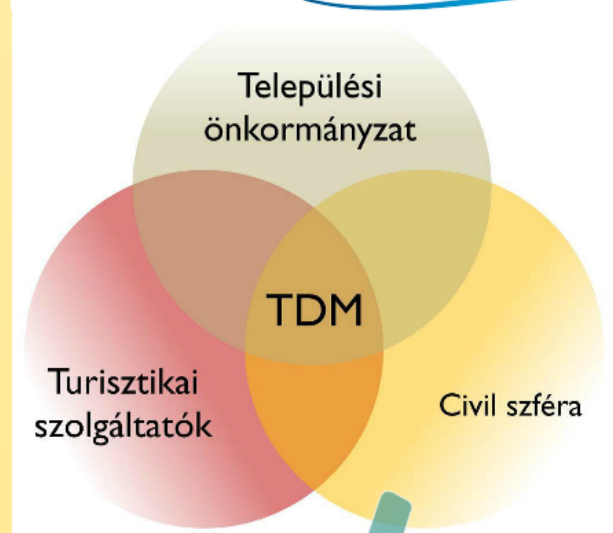 Települési
önkormányzat
TDM
Turisztikai
szolgáltatók
Civil szféra